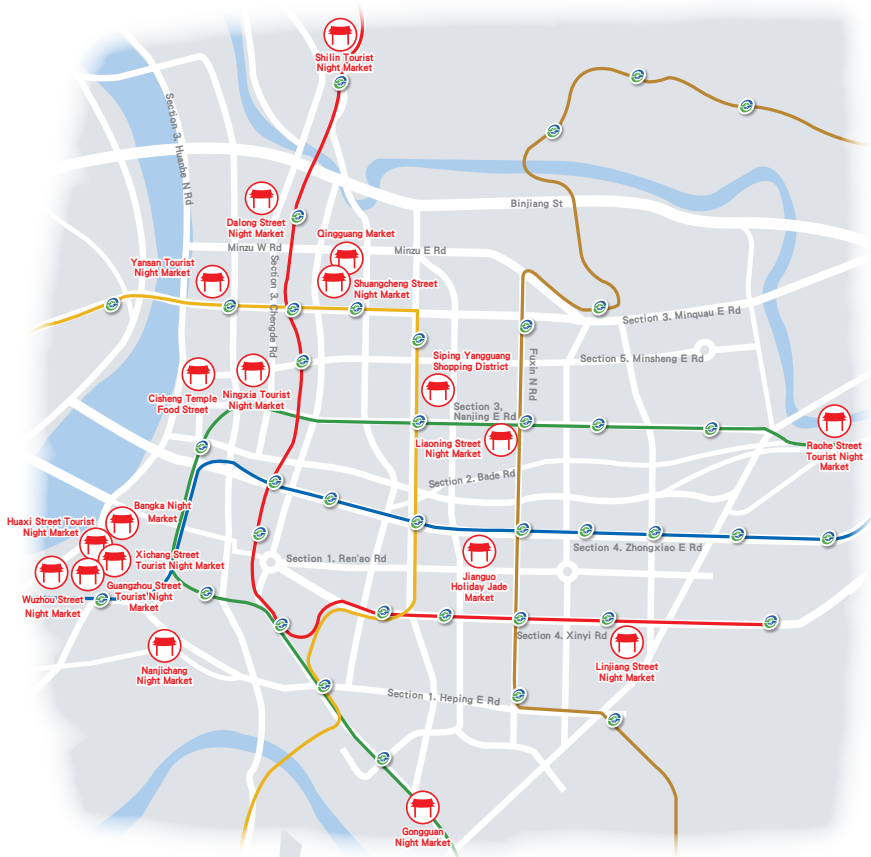 Shilin Tourist
Night Market
Section 3. Huanhe N Rd
Dalong Street
Night Market
Binjiang St
Qingguang Market
Minzu W Rd
Minzu E Rd
Yansan Tourist
Night Market
Section 3. Chengde Rd
Shuangcheng Street
Night Market
Section 3. Minquau E Rd
Siping Yangguang
Shopping District
Fuxin N Rd
Section 5. Minsheng E Rd
Cisheng Temple
Food Street
Ningxia Tourist
Night Market
Section 3,
Nanjing E Rd
Liaoning Street
Night Market
Raohe Street
Tourist Night
Market
Section 2. Bade Rd
Bangka Night
Market
Huaxi Street Tourist
Night Market
Xichang Street
Tourist Night Market
Section 1. Ren'ao Rd
Section 4. Zhongxiao E Rd
Jianguo
Holiday Jade
Market
Wuzhou Street
Night Market
Guangzhou Street
Tourist Night
Market
Section 4. Xinyi Rd
Linjiang Street
Night Market
Nanjichang
Night Market
Section 1. Heping E Rd
Gongguan
Night Market